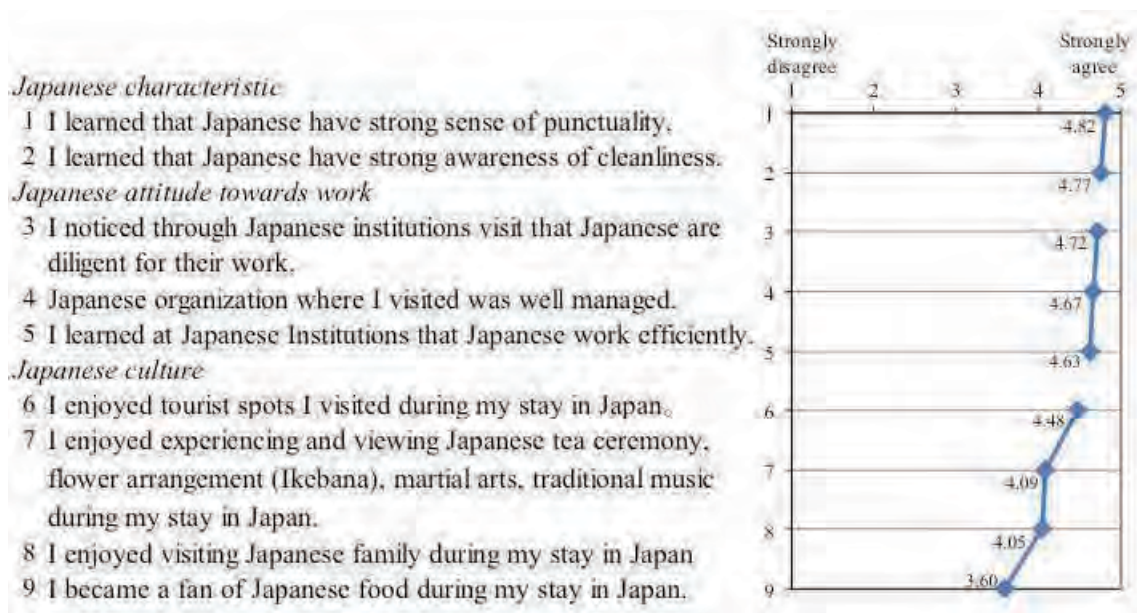 Strongly disagree
Strongly agree
1 2 3 4 5
Japanese characteristic
1 I learned that Japanese have strong sense of punctuality.
2 I learned that Japanese have strong awareness of cleanliness.
Japanese attitude towards work
3 I noticed through Japanese institutions visit that Japanese are
diligent for their work.
4 Japanese organization where I visited was well managed.
5 I learned at Japanese Institutions that Japanese work efficiently.
Japanese culture
6 I enjoyed tourist spots I visited during my stay in Japan。
7 I enjoyed experiencing and viewing Japanese tea ceremony,
flower arrangement (Ikebana), martial arts, traditional music
during my stay in Japan.
8 I enjoyed visiting Japanese family during my stay in Japan
9 I became a fan of Japanese food during my stay in Japan.
1 4.82
2 4.77
3 4.72
4 4.67
5 4.63
6 4.48
7 4.09
8 4.05
9 3.60